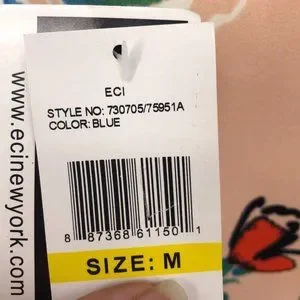 www.ecinewyork.com
ECI
STYLE NO: 730705/75951A
COLOR: BLUE
8 87368 61150 1
SIZE: M